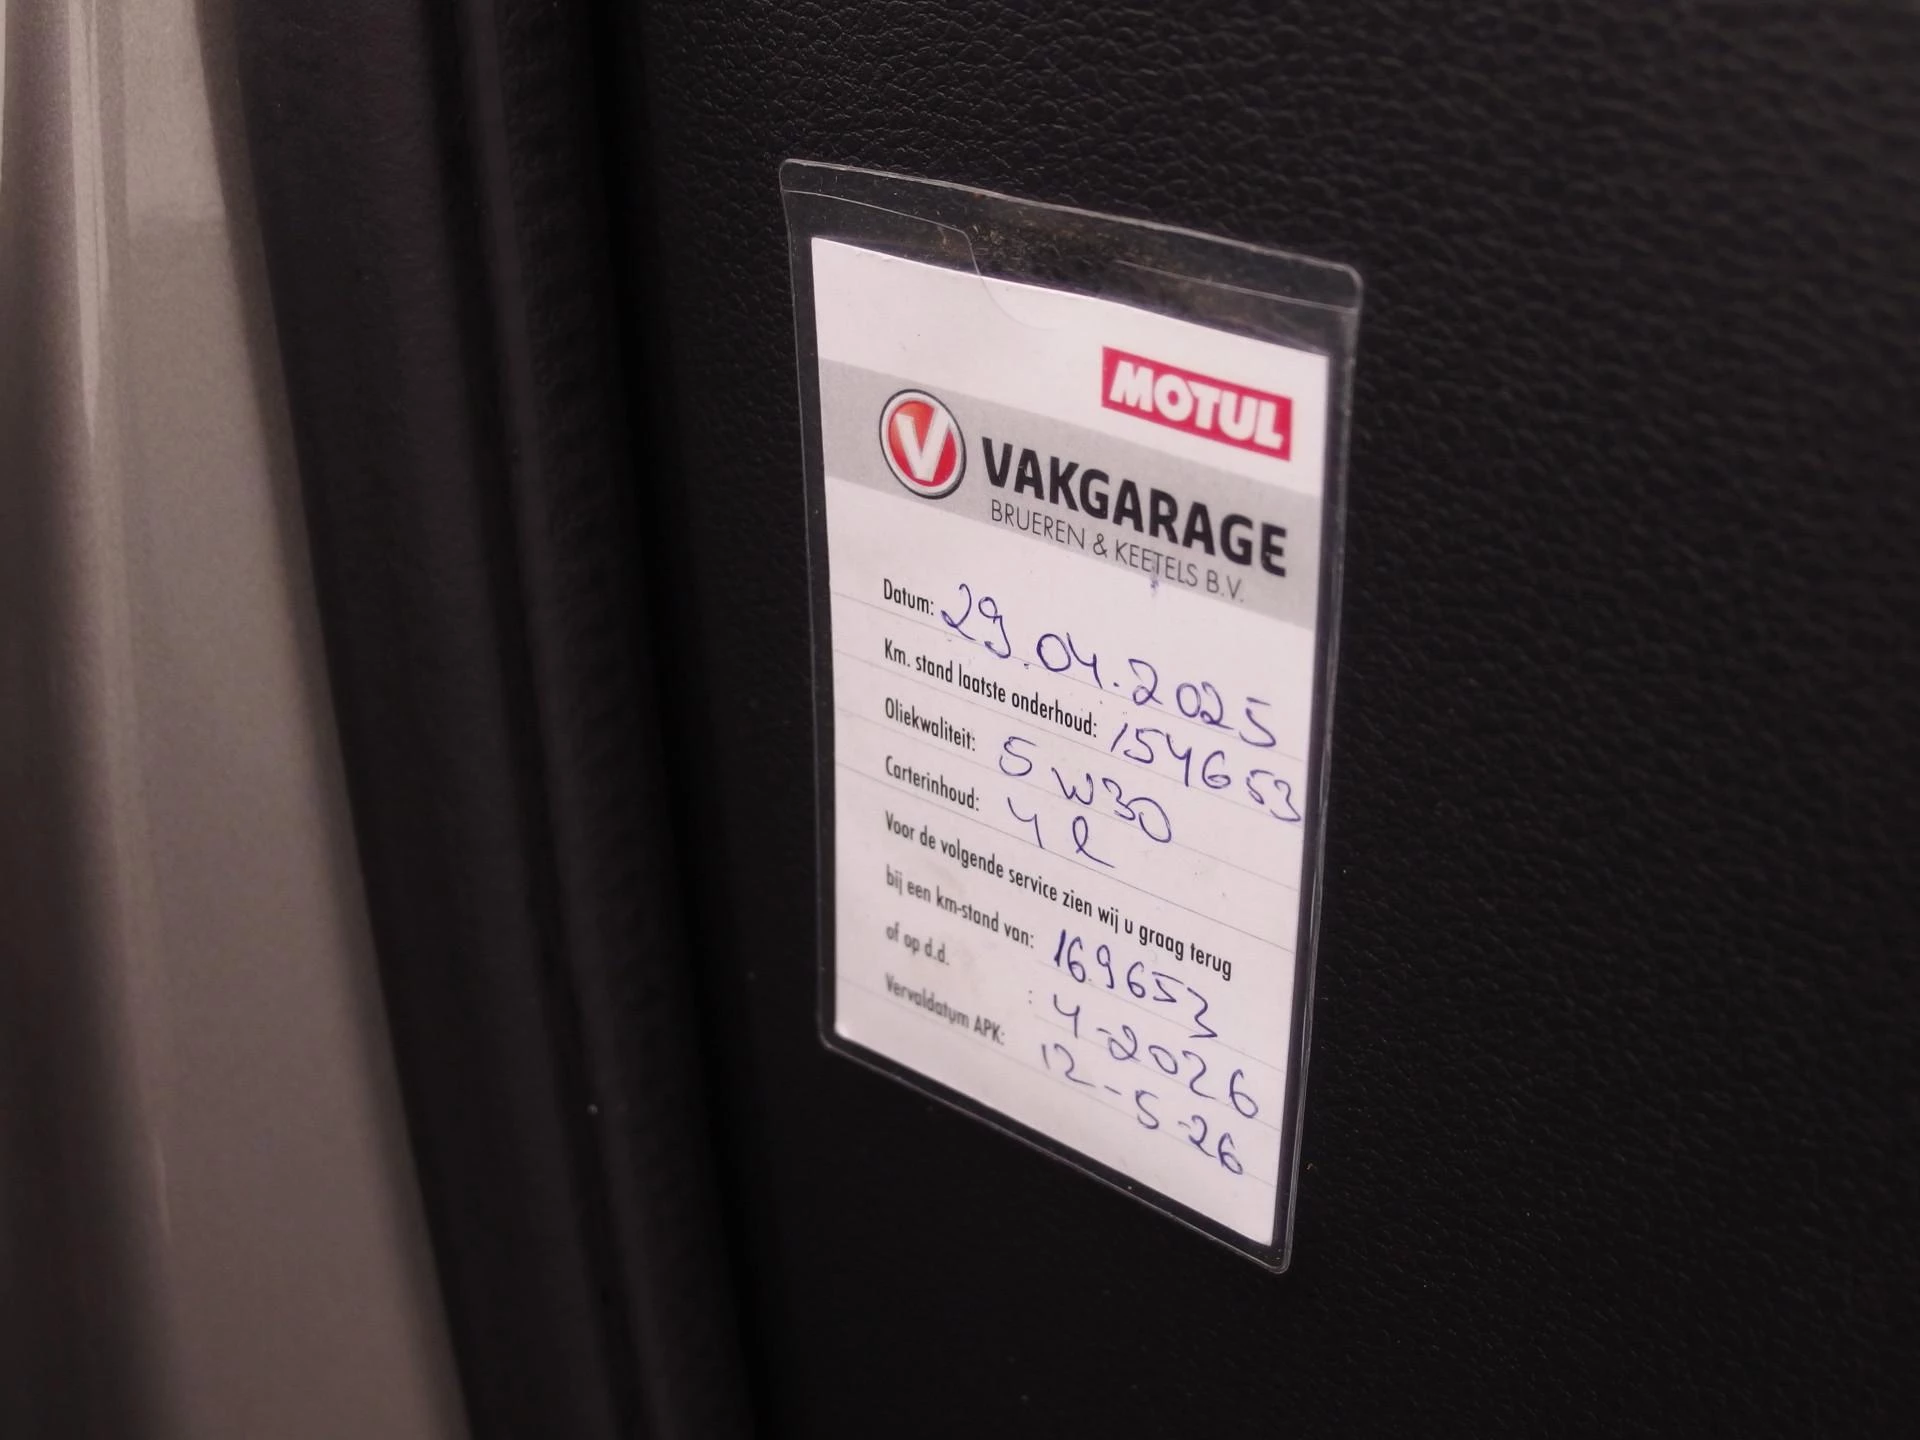 MOTUL
V VAKGARAGE
BRUEREN & KEETELS B.V.
Datum: 29.04.2025
Km. stand laatste onderhoud: 154653
Oliekwaliteit: 5W30
Carterinhoud: 4 l
Voor de volgende service zien wij u graag terug
bij een km-stand van: 169653
of op d.d. : 4-2026
Vervaldatum APK: 12-5-26